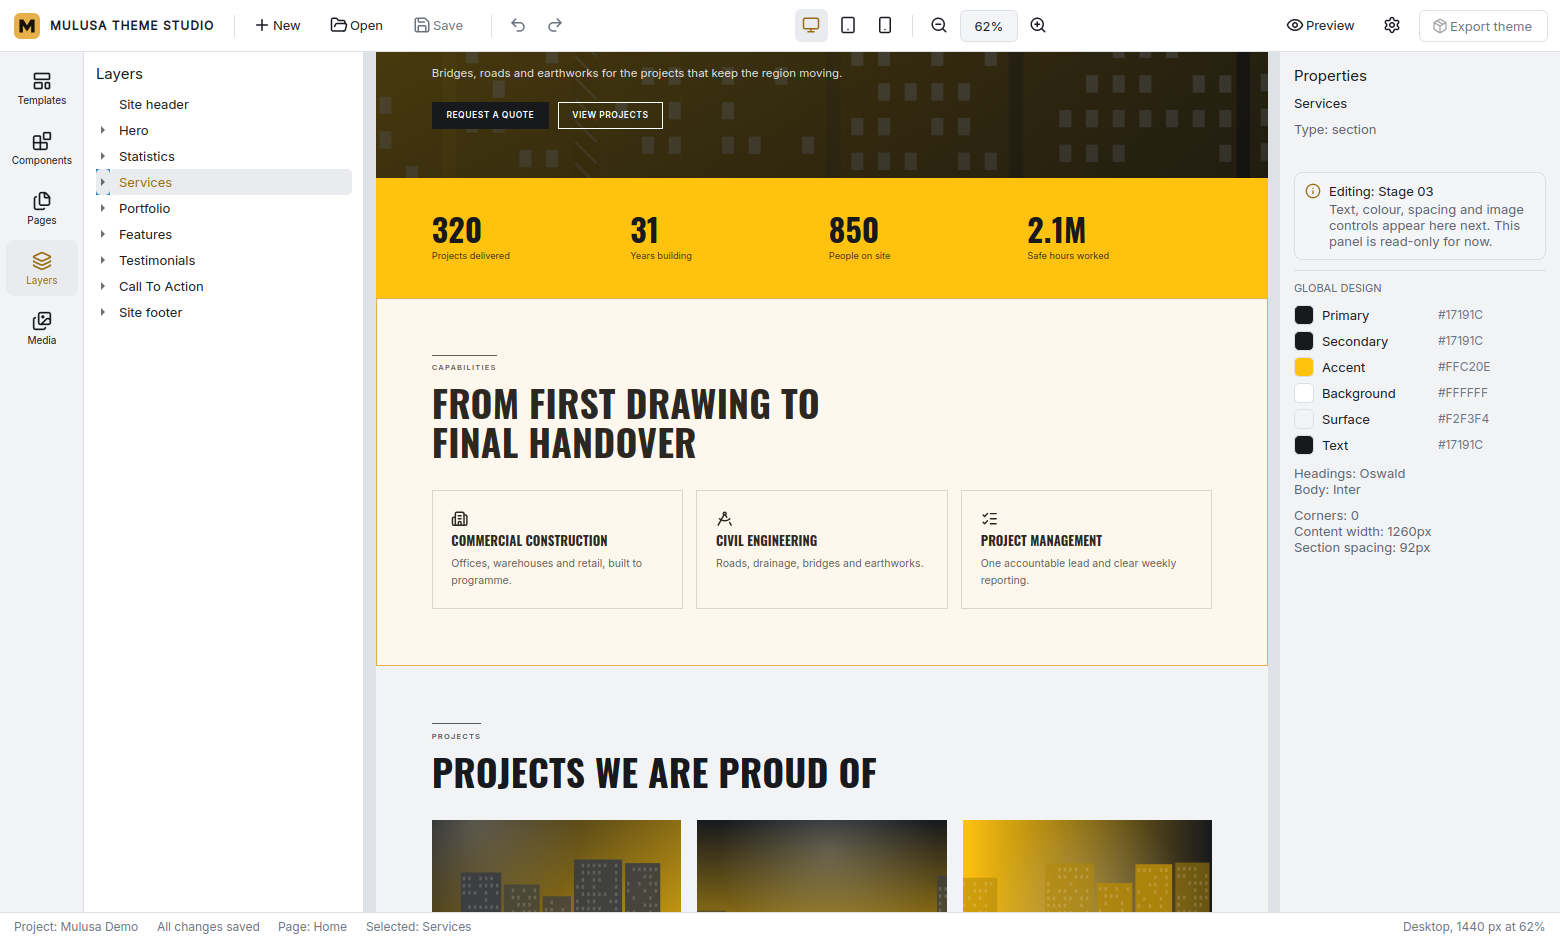 M MULUSA THEME STUDIO
New
Open
Save
62%
Preview
Export theme
Templates
Components
Pages
Layers
Media
Layers
Site header
Hero
Statistics
Services
Portfolio
Features
Testimonials
Call To Action
Site footer
Bridges, roads and earthworks for the projects that keep the region moving.
REQUEST A QUOTE
VIEW PROJECTS
320
Projects delivered
31
Years building
850
People on site
2.1M
Safe hours worked
CAPABILITIES
FROM FIRST DRAWING TO
FINAL HANDOVER
COMMERCIAL CONSTRUCTION
Offices, warehouses and retail, built to
programme.
CIVIL ENGINEERING
Roads, drainage, bridges and earthworks.
PROJECT MANAGEMENT
One accountable lead and clear weekly
reporting.
PROJECTS
PROJECTS WE ARE PROUD OF
Properties
Services
Type: section
Editing: Stage 03
Text, colour, spacing and image
controls appear here next. This
panel is read-only for now.
GLOBAL DESIGN
Primary #17191C
Secondary #17191C
Accent #FFC20E
Background #FFFFFF
Surface #F2F3F4
Text #17191C
Headings: Oswald
Body: Inter
Corners: 0
Content width: 1260px
Section spacing: 92px
Project: Mulusa Demo
All changes saved
Page: Home
Selected: Services
Desktop, 1440 px at 62%